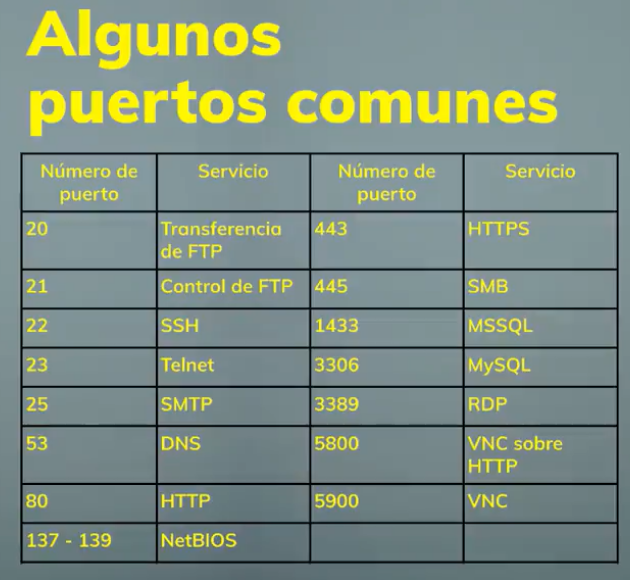 Algunos
puertos comunes
Número de puerto Servicio Número de puerto Servicio
20 Transferencia de FTP 443 HTTPS
21 Control de FTP 445 SMB
22 SSH 1433 MSSQL
23 Telnet 3306 MySQL
25 SMTP 3389 RDP
53 DNS 5800 VNC sobre HTTP
80 HTTP 5900 VNC
137 - 139 NetBIOS